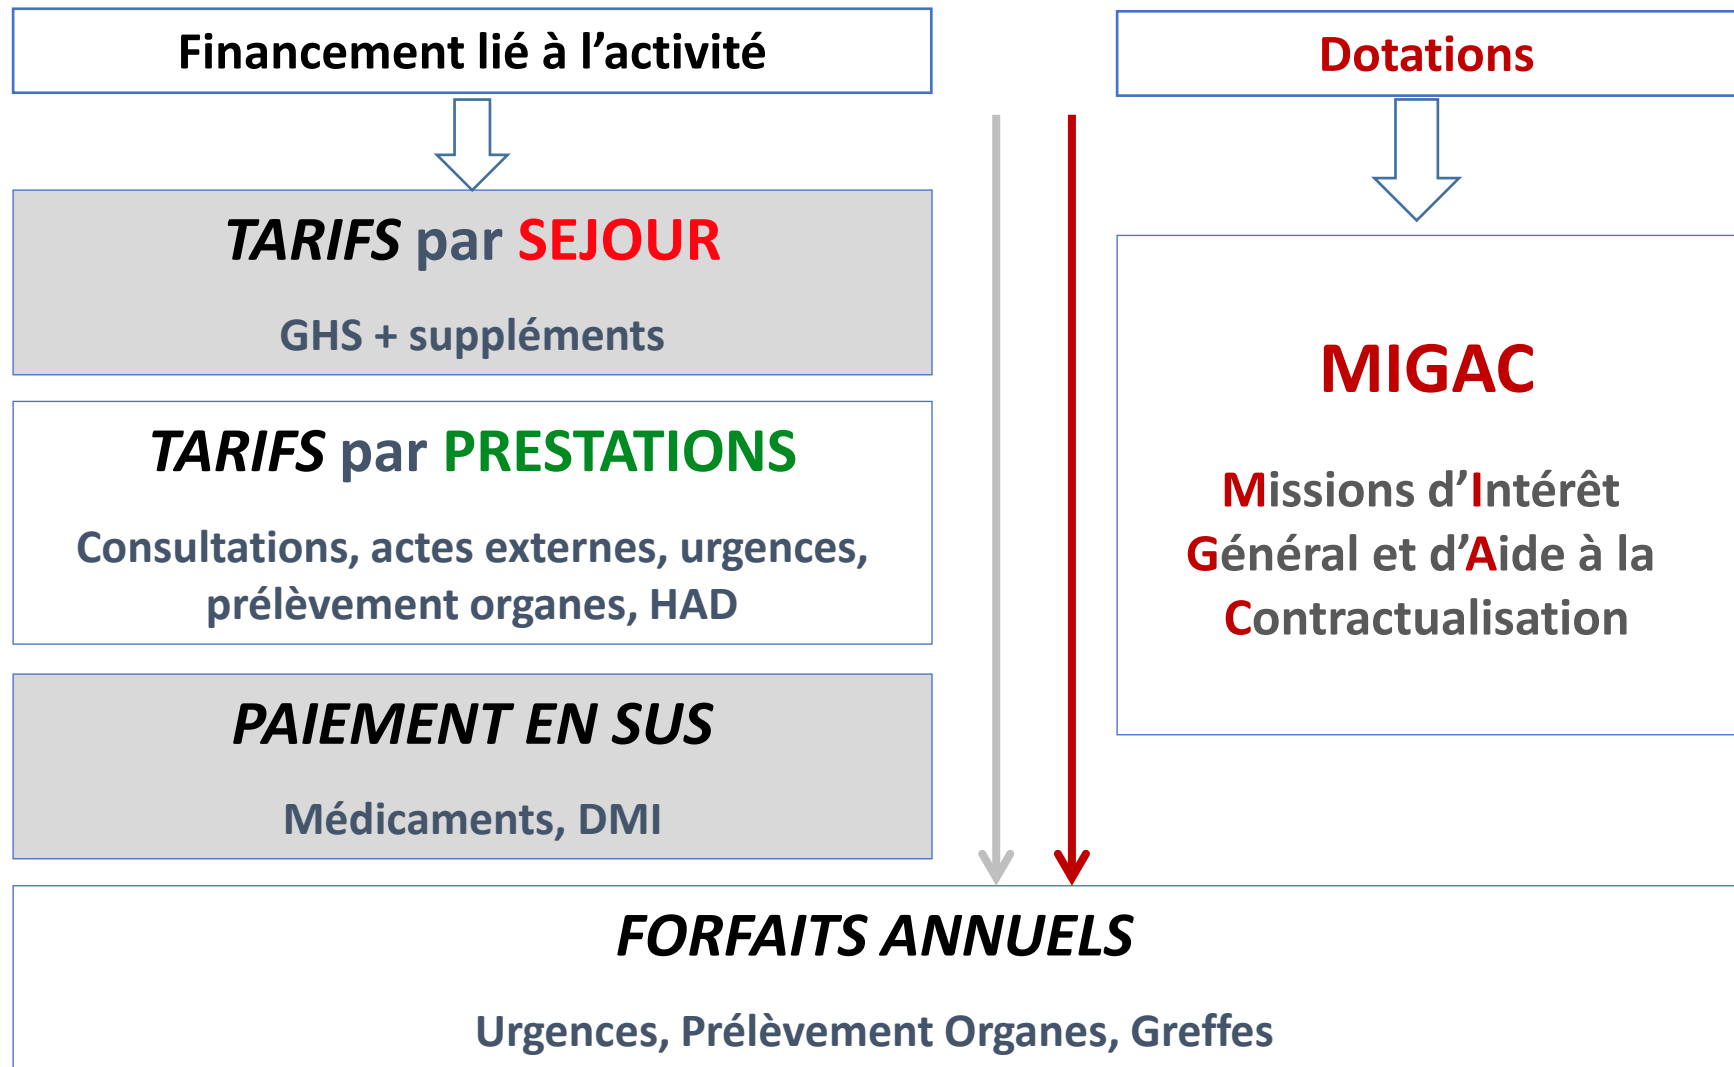 Financement lié à l’activité
TARIFS par SEJOUR
GHS + suppléments
TARIFS par PRESTATIONS
Consultations, actes externes, urgences,
prélèvement organes, HAD
PAIEMENT EN SUS
Médicaments, DMI
Dotations
MIGAC
Missions d’Intérêt
Général et d’Aide à la
Contractualisation
FORFAITS ANNUELS
Urgences, Prélèvement Organes, Greffes